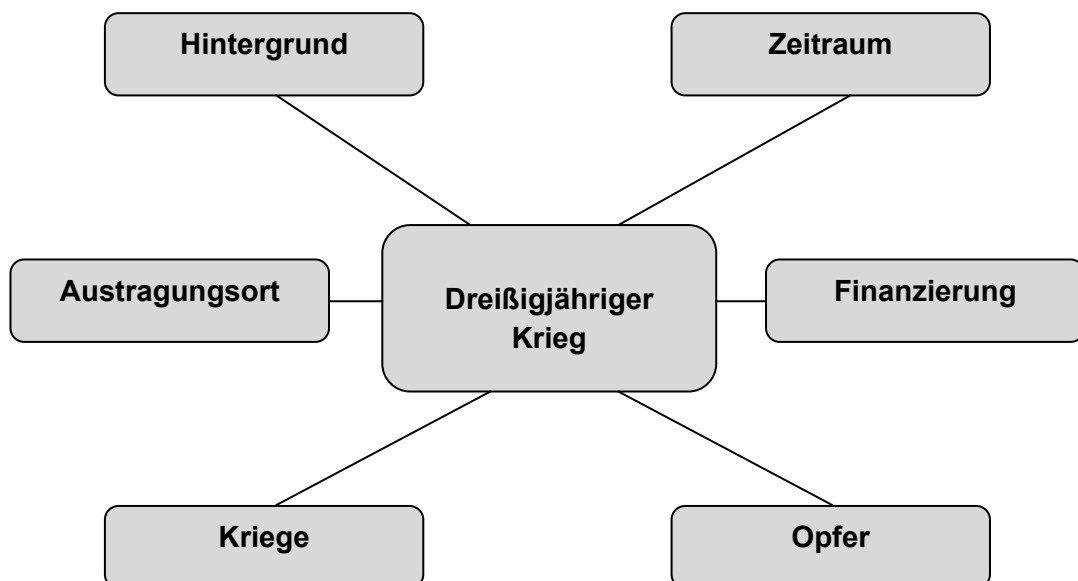 Hintergrund
Zeitraum
Austragungsort
Dreißigjähriger
Krieg
Finanzierung
Kriege
Opfer